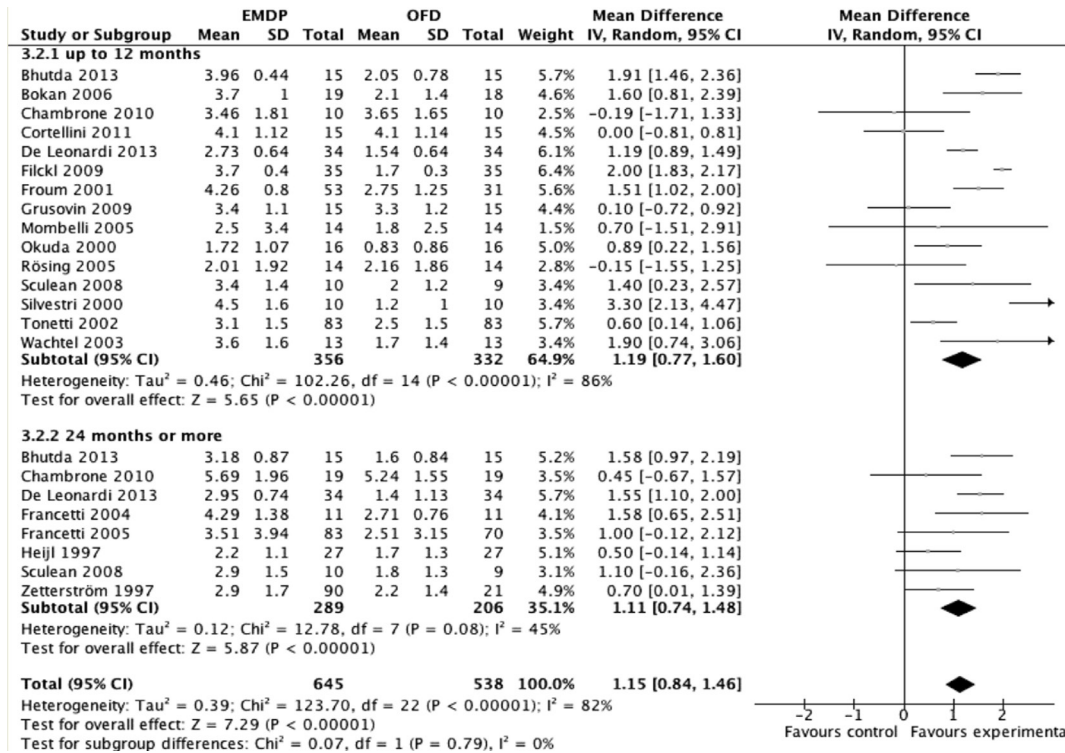 EMDP OFD Mean Difference Mean Difference
Study or Subgroup Mean SD Total Mean SD Total Weight IV, Random, 95% CI IV, Random, 95% CI
3.2.1 up to 12 months
Bhutda 2013 3.96 0.44 15 2.05 0.78 15 5.7% 1.91 [1.46, 2.36]
Bokan 2006 3.7 1 19 2.1 1.4 18 4.6% 1.60 [0.81, 2.39]
Chambrone 2010 3.46 1.81 10 3.65 1.65 10 2.5% -0.19 [-1.71, 1.33]
Cortellini 2011 4.1 1.12 15 4.1 1.14 15 4.5% 0.00 [-0.81, 0.81]
De Leonardi 2013 2.73 0.64 34 1.54 0.64 34 6.1% 1.19 [0.89, 1.49]
Filckl 2009 3.7 0.4 35 1.7 0.3 35 6.2% 2.00 [1.83, 2.17]
Froum 2001 4.26 0.8 53 2.75 1.25 31 5.6% 1.51 [1.02, 2.00]
Grusovin 2009 3.4 1.1 15 3.3 1.2 15 4.4% 0.10 [-0.72, 0.92]
Mombelli 2005 2.5 3.4 14 1.8 2.5 14 1.5% 0.70 [-1.51, 2.91]
Okuda 2000 1.72 1.07 16 0.83 0.86 16 5.0% 0.89 [0.22, 1.56]
Rösing 2005 2.01 1.92 14 2.16 1.86 14 2.8% -0.15 [-1.55, 1.25]
Sculean 2008 3.4 1.4 10 2 1.2 9 3.4% 1.40 [0.23, 2.57]
Silvestri 2000 4.5 1.6 10 1.2 1 10 3.4% 3.30 [2.13, 4.47]
Tonetti 2002 3.1 1.5 83 2.5 1.5 83 5.7% 0.60 [0.14, 1.06]
Wachtel 2003 3.6 1.6 13 1.7 1.4 13 3.4% 1.90 [0.74, 3.06]
Subtotal (95% CI) 356 332 64.9% 1.19 [0.77, 1.60]
Heterogeneity: Tau² = 0.46; Chi² = 102.26, df = 14 (P < 0.00001); I² = 86%
Test for overall effect: Z = 5.65 (P < 0.00001)
3.2.2 24 months or more
Bhutda 2013 3.18 0.87 15 1.6 0.84 15 5.2% 1.58 [0.97, 2.19]
Chambrone 2010 5.69 1.96 19 5.24 1.55 19 3.5% 0.45 [-0.67, 1.57]
De Leonardi 2013 2.95 0.74 34 1.4 1.13 34 5.7% 1.55 [1.10, 2.00]
Francetti 2004 4.29 1.38 11 2.71 0.76 11 4.1% 1.58 [0.65, 2.51]
Francetti 2005 3.51 3.94 83 2.51 3.15 70 3.5% 1.00 [-0.12, 2.12]
Heijl 1997 2.2 1.1 27 1.7 1.3 27 5.1% 0.50 [-0.14, 1.14]
Sculean 2008 2.9 1.5 10 1.8 1.3 9 3.1% 1.10 [-0.16, 2.36]
Zetterström 1997 2.9 1.7 90 2.2 1.4 21 4.9% 0.70 [0.01, 1.39]
Subtotal (95% CI) 289 206 35.1% 1.11 [0.74, 1.48]
Heterogeneity: Tau² = 0.12; Chi² = 12.78, df = 7 (P = 0.08); I² = 45%
Test for overall effect: Z = 5.87 (P < 0.00001)
Total (95% CI) 645 538 100.0% 1.15 [0.84, 1.46]
Heterogeneity: Tau² = 0.39; Chi² = 123.70, df = 22 (P < 0.00001); I² = 82%
Test for overall effect: Z = 7.29 (P < 0.00001)
Test for subgroup differences: Chi² = 0.07, df = 1 (P = 0.79), I² = 0%
-2 -1 0 1 2
Favours control Favours experimenta